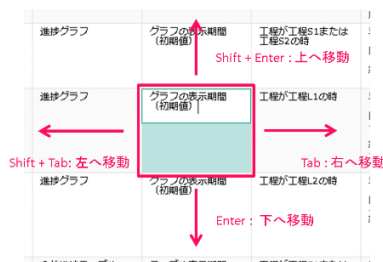 進捗グラフ
グラフの表示期間
（初期値）
工程が工程S1または
工程S2の時
Shift + Enter : 上へ移動
進捗グラフ
グラフの表示期間
（初期値）
工程が工程L1の時
Shift + Tab : 左へ移動
Tab : 右へ移動
進捗グラフ
グラフの表示期間
（初期値）
工程が工程L2の時
Enter : 下へ移動